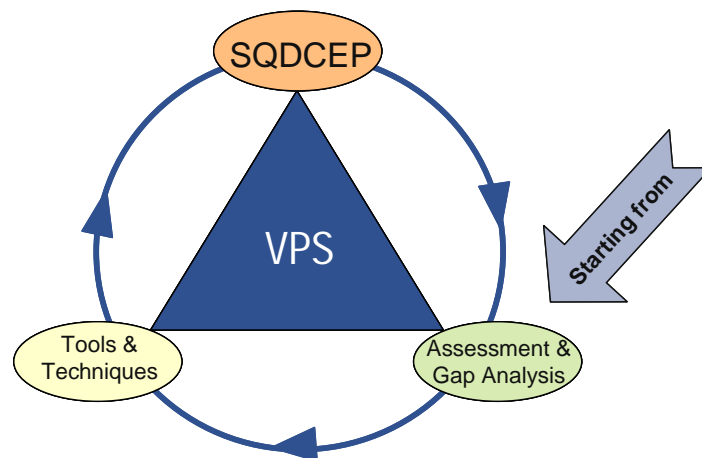 SQDCEP
Starting from
VPS
Tools &
Techniques
Assessment &
Gap Analysis